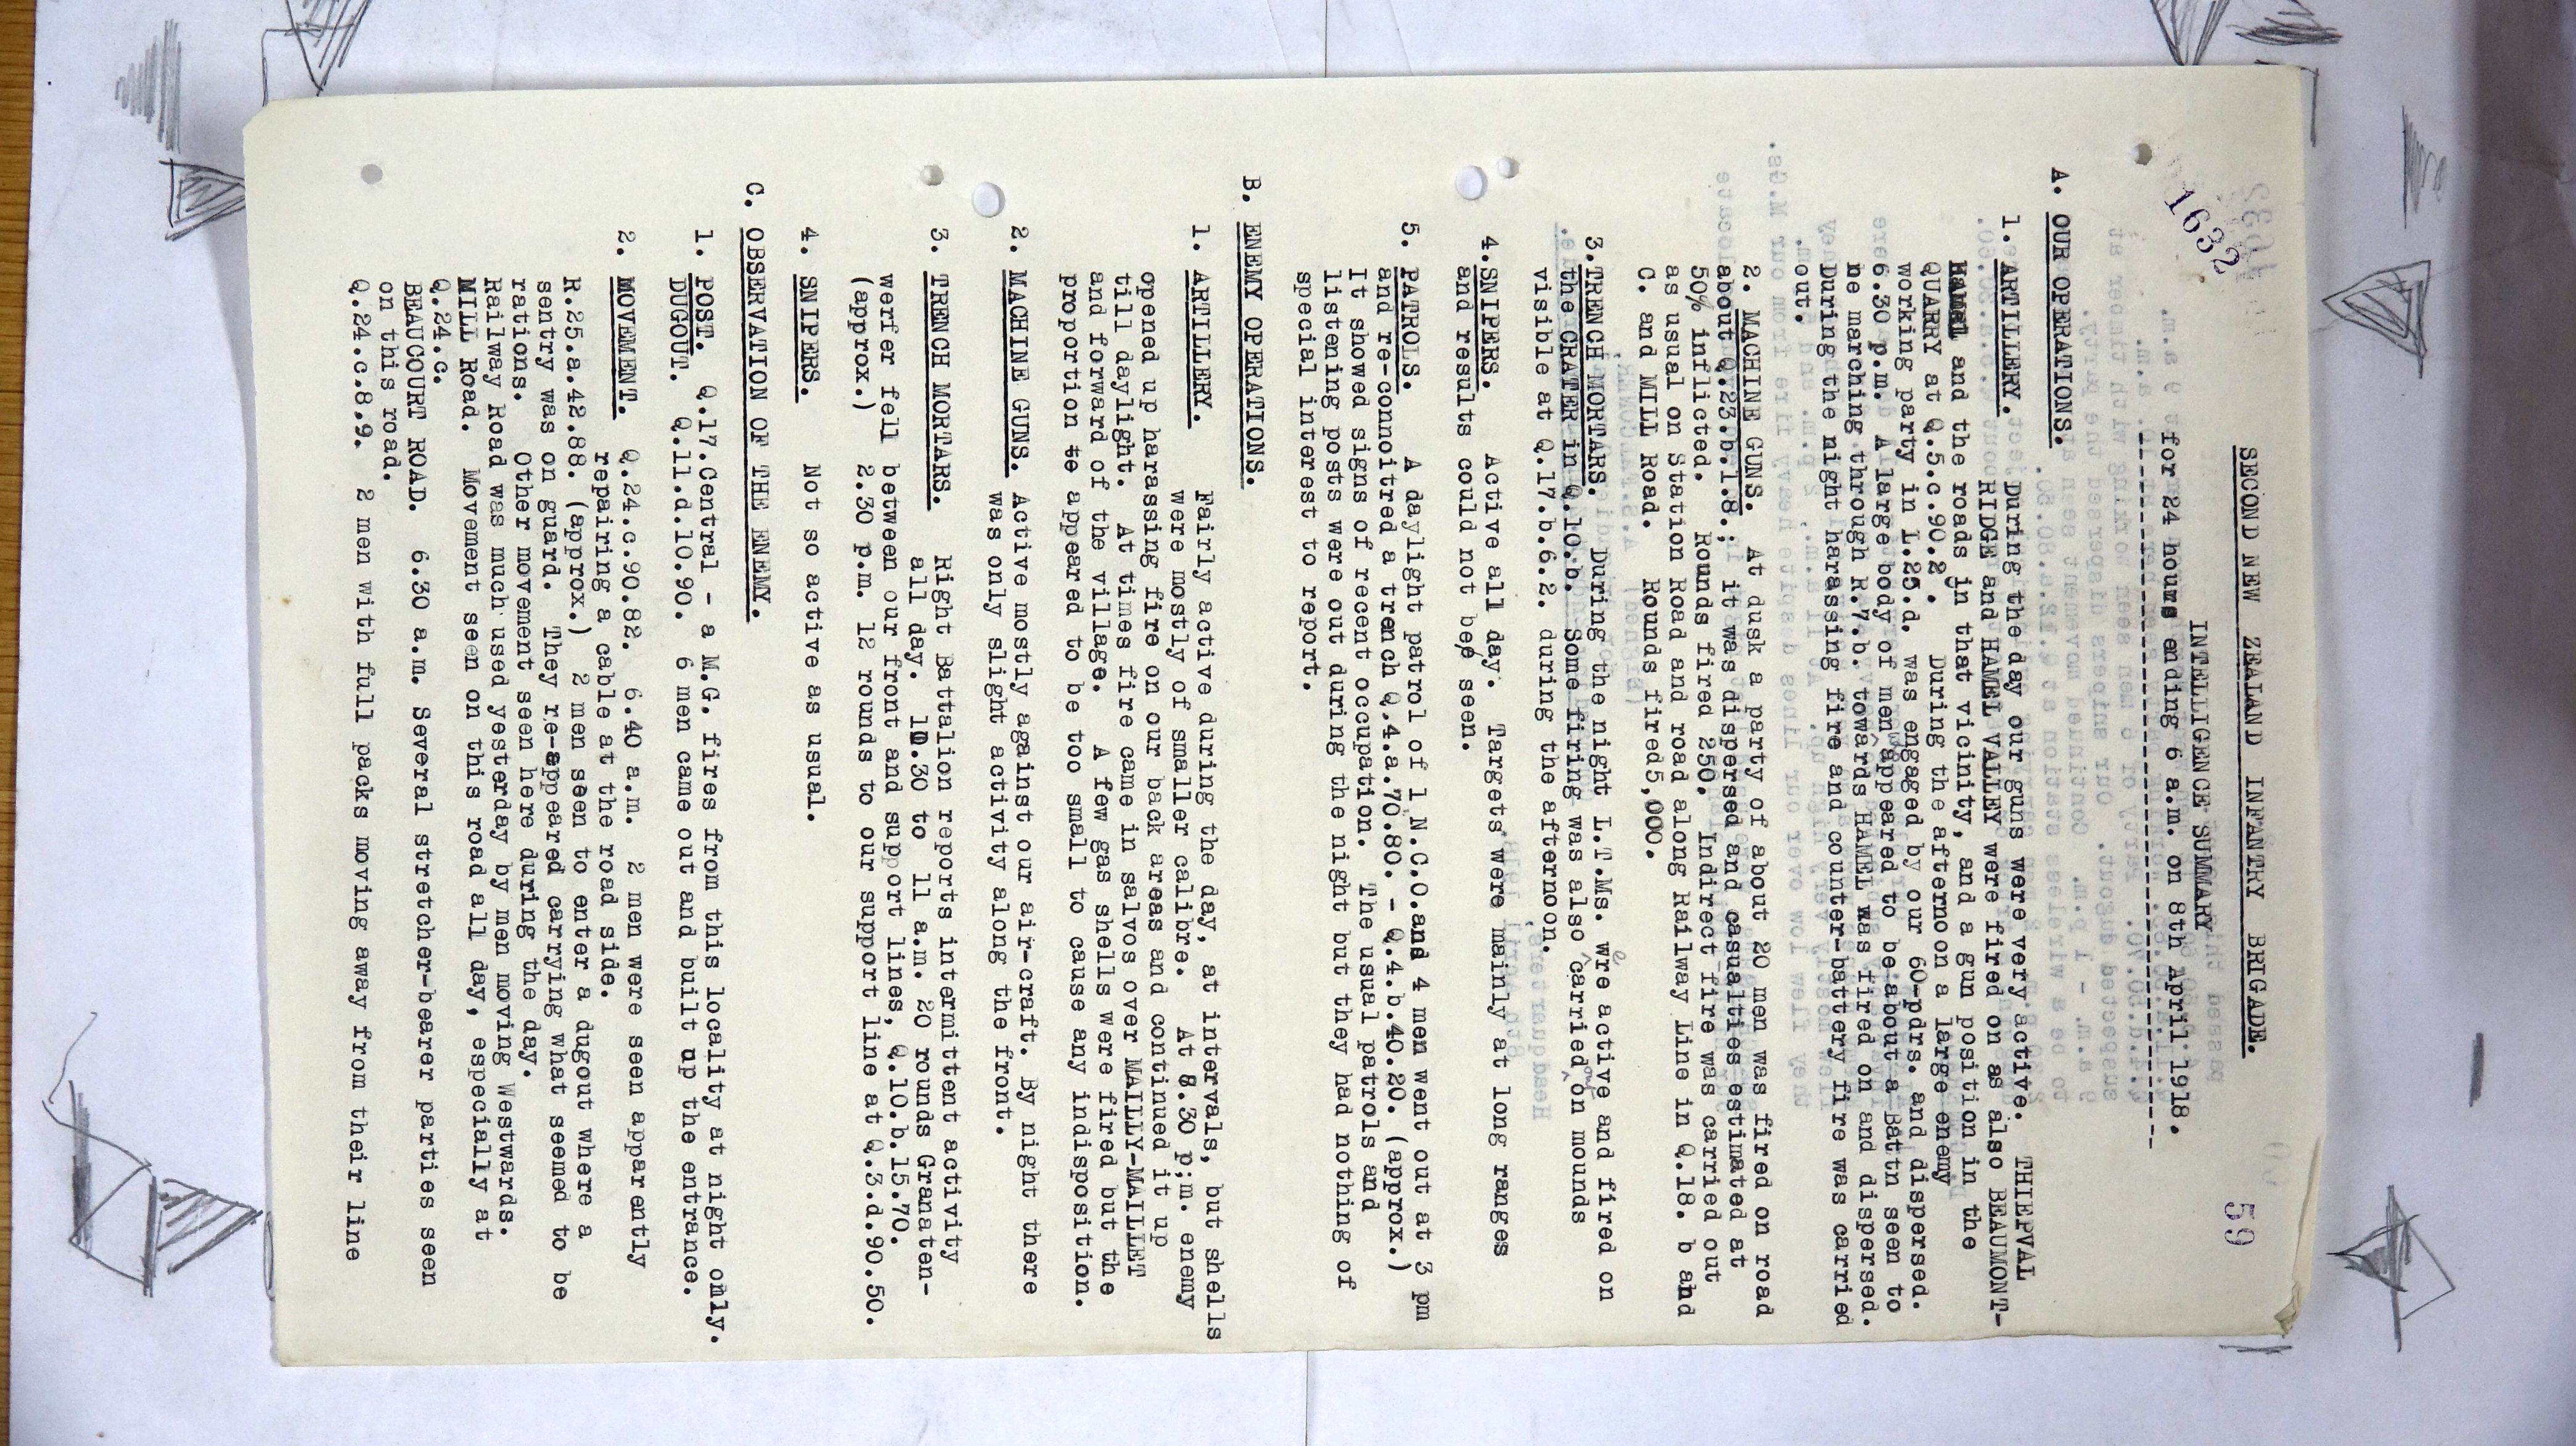 1632
59
SECOND NEW ZEALAND INFANTRY BRIGADE.
INTELLIGENCE SUMMARY
for 24 hours ending 6 a.m. on 8th April 1918.
A. OUR OPERATIONS.
1. ARTILLERY. During the day our guns were very active. THIEPVAL
RIDGE and HAMEL VALLEY were fired on as also BEAUMONT-
Hamel and the roads in that vicinity, and a gun position in the
QUARRY at Q.5.c.90.2. During the afternoon a large enemy
working party in L.25.d. was engaged by our 60-pdrs. and dispersed.
6.30 p.m. A large body of men appeared to be about a Battn seen to
be marching through R.7.b. towards HAMEL was fired on and dispersed.
During the night harassing fire and counter-battery fire was carried
out.
2. MACHINE GUNS. At dusk a party of about 20 men was fired on road
about Q.23.b.1.8.; it was dispersed and casualties estimated at
50% inflicted. Rounds fired 250. Indirect fire was carried out
as usual on Station Road and road along Railway Line in Q.18. b and
C. and MILL Road. Rounds fired 5,000.
3.TRENCH MORTARS. During the night L.T.Ms. were active and fired on
the CRATER in Q.10.b. Some firing was also carried on on mounds
visible at Q.17.b.6.2. during the afternoon.
4.SNIPERS. Active all day. Targets were mainly at long ranges
and results could not be seen.
5. PATROLS. A daylight patrol of 1 N.C.O.and 4 men went out at 3 pm
and re-connoitred a trench Q.4.a.70.80. - Q.4.b.40.20. (approx.)
It showed signs of recent occupation. The usual patrols and
listening posts were out during the night but they had nothing of
special interest to report.
B. ENEMY OPERATIONS.
1. ARTILLERY. Fairly active during the day, at intervals, but shells
were mostly of smaller calibre. At 8.30 p;m. enemy
opened up harassing fire on our back areas and continued it up
till daylight. At times fire came in salvos over MAILLY-MAILLET
and forward of the village. A few gas shells were fired but the
proportion to appeared to be too small to cause any indisposition.
2. MACHINE GUNS. Active mostly against our air-craft. By night there
was only slight activity along the front.
3. TRENCH MORTARS. Right Battalion reports intermittent activity
all day. 10.30 to 11 a.m. 20 rounds Granaten-
werfer fell between our front and support lines, Q.10.b.15.70.
(approx.) 2.30 p.m. 12 rounds to our support line at Q.3.d.90.50.
4. SNIPERS. Not so active as usual.
C. OBSERVATION OF THE ENEMY.
1. POST. Q.17.Central - a M.G. fires from this locality at night only.
DUGOUT. Q.11.d.10.90. 6 men came out and built up the entrance.
2. MOVEMENT. Q.24.c.90.82. 6.40 a.m. 2 men were seen apparently
repairing a cable at the road side.
R.25.a.42.88. (approx.) 2 men seen to enter a dugout where a
sentry was on guard. They re-appeared carrying what seemed to be
rations. Other movement seen here during the day.
Railway Road was much used yesterday by men moving Westwards.
MILL Road. Movement seen on this road all day, especially at
Q.24.c.
BEAUCOURT ROAD. 6.30 a.m. Several stretcher-bearer parties seen
on this road.
Q.24.c.8.9. 2 men with full packs moving away from their line